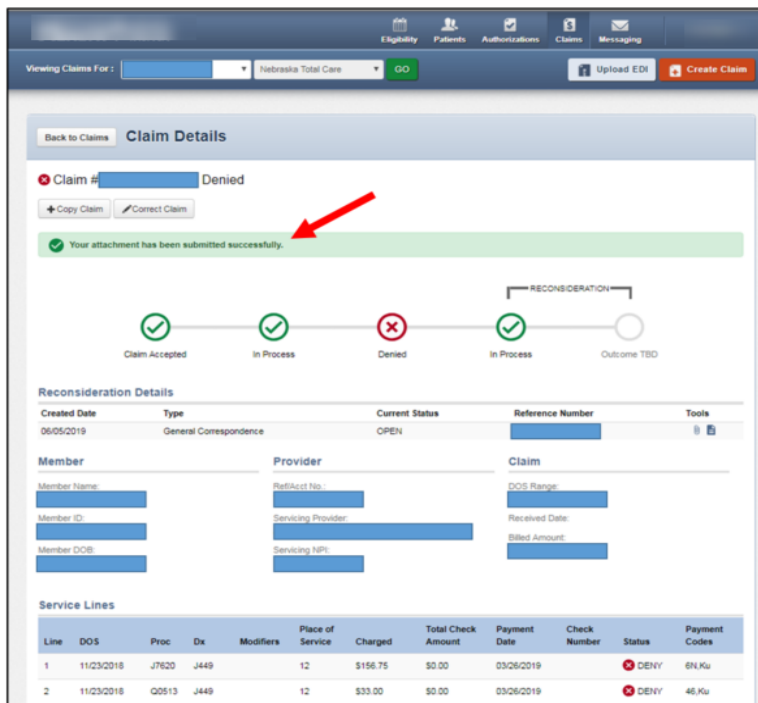 Eligibility Patients Authorizations Claims Messaging
Viewing Claims For : Nebraska Total Care GO Upload EDI Create Claim
Back to Claims Claim Details
Claim # Denied
Copy Claim Correct Claim
Your attachment has been submitted successfully.
RECONSIDERATION
Claim Accepted In Process Denied In Process Outcome TBD
Reconsideration Details
Created Date Type Current Status Reference Number Tools
06/05/2019 General Correspondence OPEN
Member Provider Claim
Member Name: Ref/Acct No.: DOS Range:
Member ID: Servicing Provider: Received Date:
Member DOB: Servicing NPI: Billed Amount:
Service Lines
Line DOS Proc Dx Modifiers Place of Service Charged Total Check Amount Payment Date Check Number Status Payment Codes
1 11/23/2018 J7620 J449 12 $156.75 $0.00 03/26/2019 DENY 6N,Ku
2 11/23/2018 Q0513 J449 12 $33.00 $0.00 03/26/2019 DENY 46,Ku